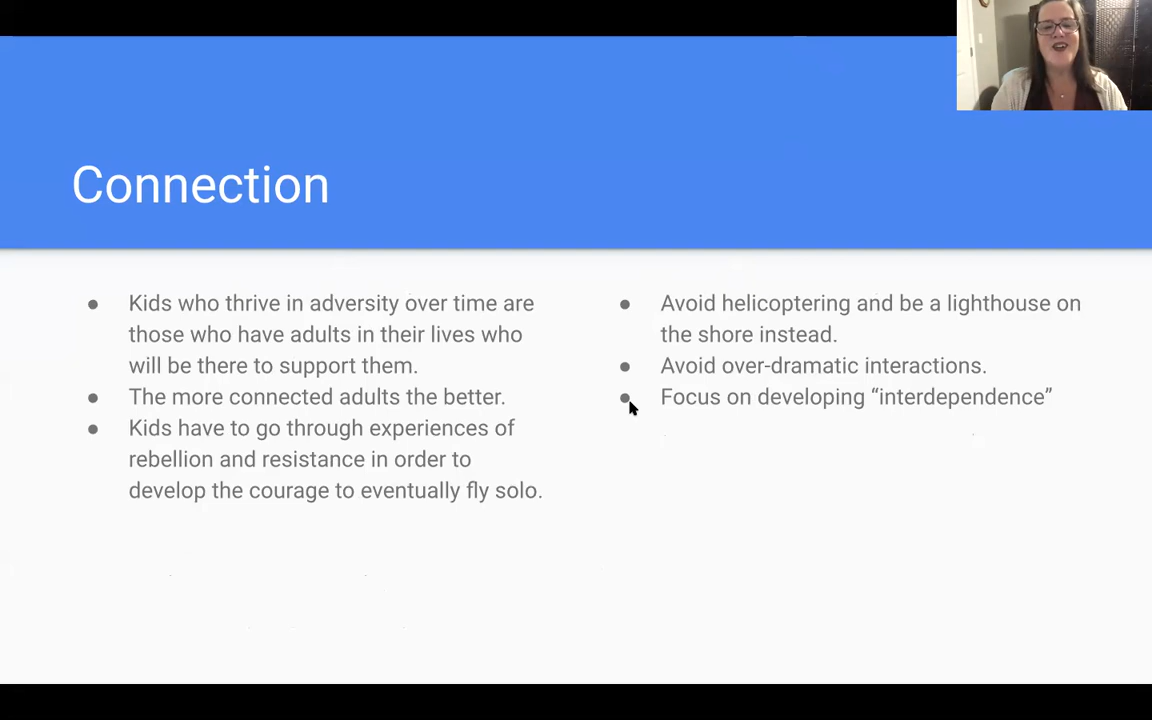 Connection
Kids who thrive in adversity over time are
those who have adults in their lives who
will be there to support them.
The more connected adults the better.
Kids have to go through experiences of
rebellion and resistance in order to
develop the courage to eventually fly solo.
Avoid helicoptering and be a lighthouse on
the shore instead.
Avoid over-dramatic interactions.
Focus on developing “interdependence”